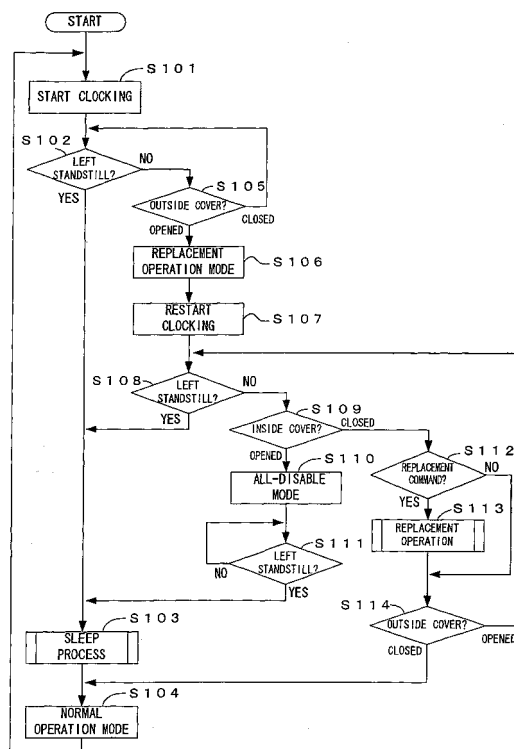 START
S101
START CLOCKING
S102
LEFT
STANDSTILL?
NO
YES
S105
OUTSIDE COVER?
CLOSED
OPENED
REPLACEMENT
OPERATION MODE
S106
RESTART
CLOCKING
S107
S108
LEFT
STANDSTILL?
NO
YES
S109
INSIDE COVER?
CLOSED
OPENED
S110
ALL-DISABLE
MODE
S112
REPLACEMENT
COMMAND?
NO
YES
S113
REPLACEMENT
OPERATION
S111
LEFT
STANDSTILL?
NO
YES
S114
OUTSIDE COVER?
OPENED
CLOSED
S103
SLEEP
PROCESS
S104
NORMAL
OPERATION MODE